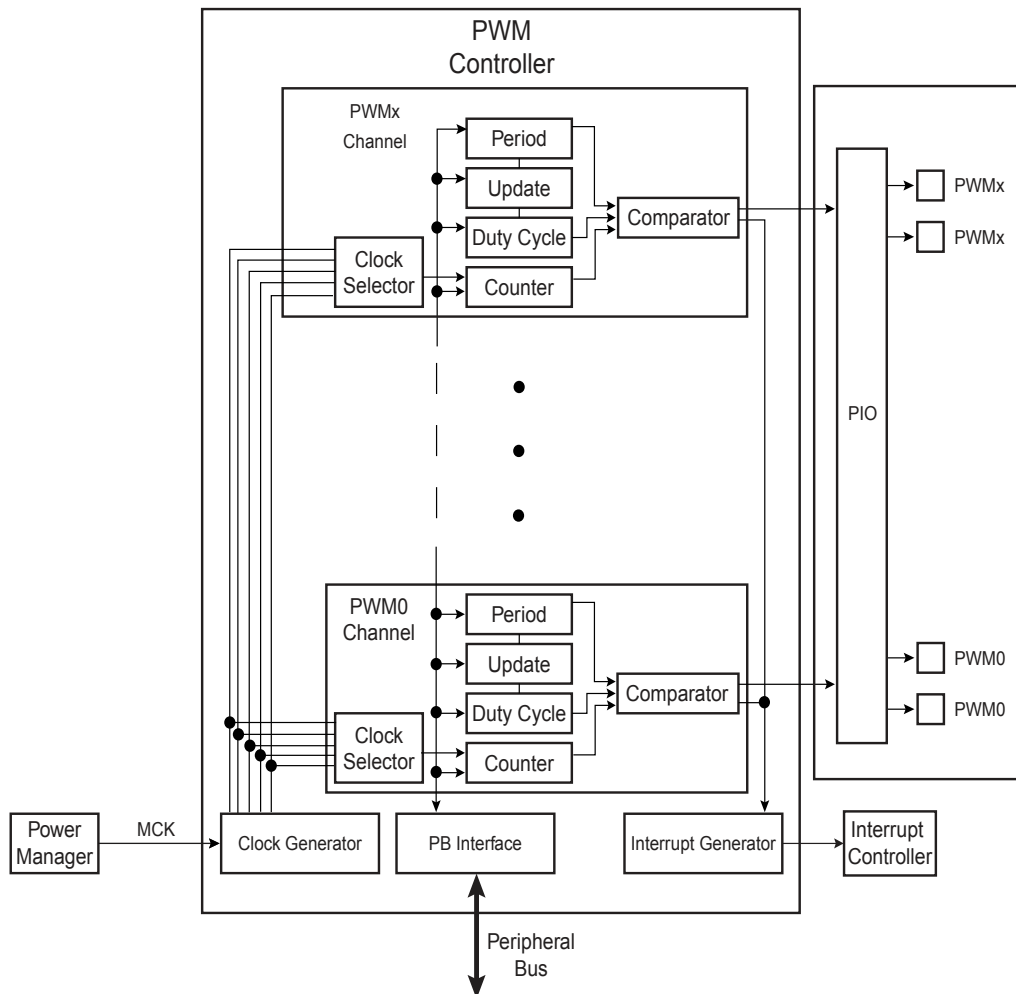 PWM
Controller
PWMx
Channel
Period
Update
Duty Cycle
Counter
Clock
Selector
Comparator
PIO
PWMx
PWMx
PWM0
Channel
Period
Update
Duty Cycle
Counter
Clock
Selector
Comparator
PWM0
PWM0
Power
Manager
MCK
Clock Generator
PB Interface
Interrupt Generator
Interrupt
Controller
Peripheral
Bus